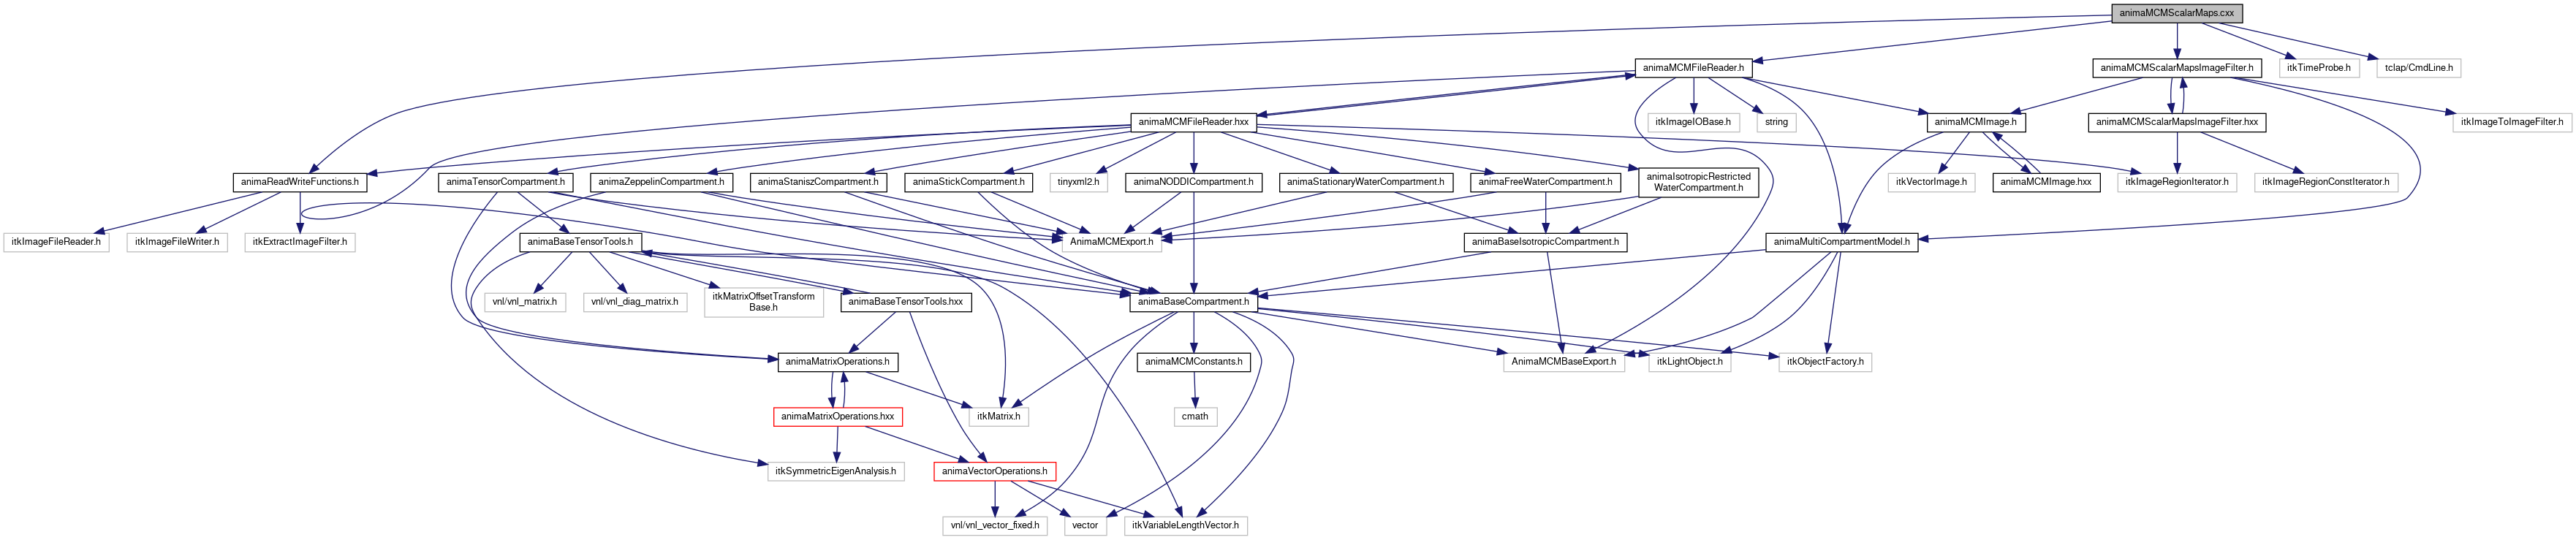 animaMCMScalarMaps.cxx
animaMCMFileReader.h
animaMCMScalarMapsImageFilter.h
itkTimeProbe.h
tclap/CmdLine.h
animaMCMFileReader.hxx
itkImageIOBase.h
string
animaMCMImage.h
animaMCMScalarMapsImageFilter.hxx
itkImageToImageFilter.h
animaReadWriteFunctions.h
animaTensorCompartment.h
animaZeppelinCompartment.h
animaStaniszCompartment.h
animaStickCompartment.h
tinyxml2.h
animaNODDICompartment.h
animaStationaryWaterCompartment.h
animaFreeWaterCompartment.h
animaIsotropicRestricted
WaterCompartment.h
itkVectorImage.h
animaMCMImage.hxx
itkImageRegionIterator.h
itkImageRegionConstIterator.h
itkImageFileReader.h
itkImageFileWriter.h
itkExtractImageFilter.h
animaBaseTensorTools.h
AnimaMCMExport.h
animaBaseIsotropicCompartment.h
animaMultiCompartmentModel.h
vnl/vnl_matrix.h
vnl/vnl_diag_matrix.h
itkMatrixOffsetTransform
Base.h
animaBaseTensorTools.hxx
animaBaseCompartment.h
animaMatrixOperations.h
animaMCMConstants.h
AnimaMCMBaseExport.h
itkLightObject.h
itkObjectFactory.h
animaMatrixOperations.hxx
itkMatrix.h
cmath
itkSymmetricEigenAnalysis.h
animaVectorOperations.h
vnl/vnl_vector_fixed.h
vector
itkVariableLengthVector.h